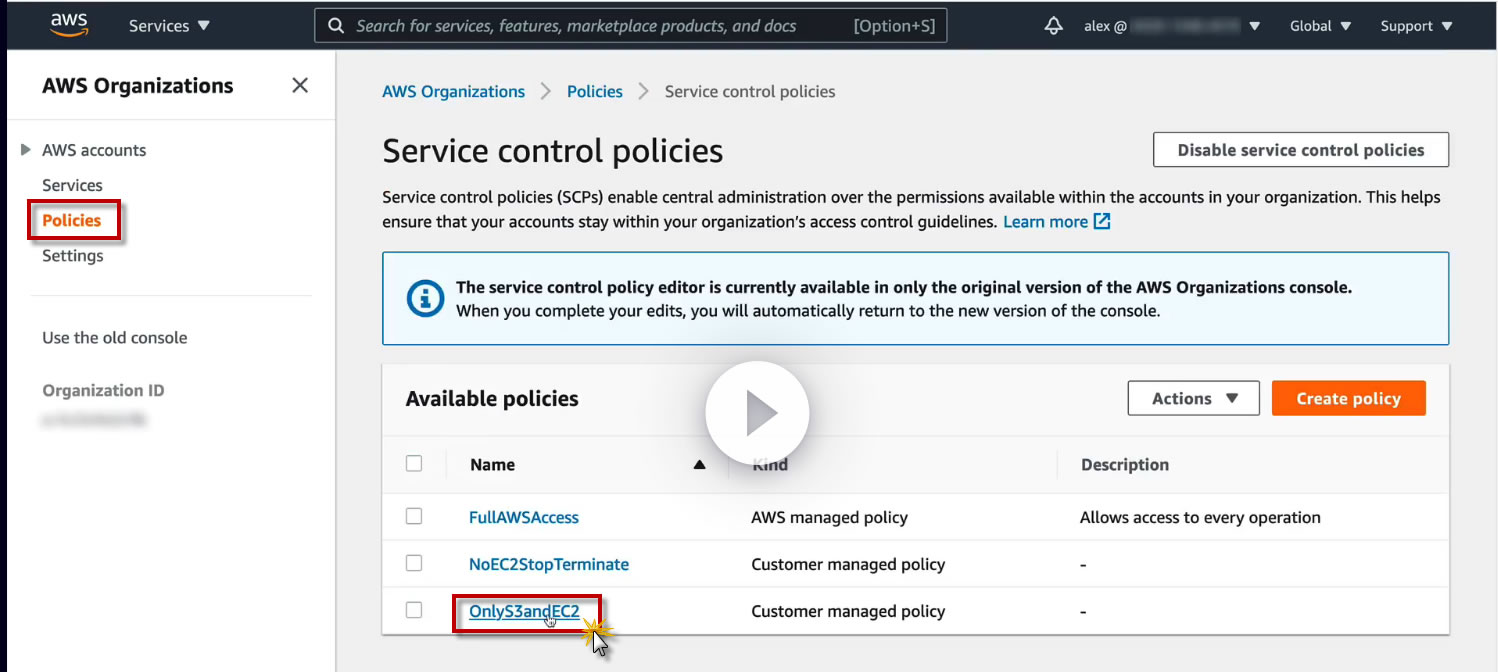 aws Services ▼ Search for services, features, marketplace products, and docs [Option+S] alex @ ▼ Global ▼ Support ▼
AWS Organizations
AWS accounts
Services
Policies
Settings
Use the old console
Organization ID
AWS Organizations > Policies > Service control policies
Service control policies
Disable service control policies
Service control policies (SCPs) enable central administration over the permissions available within the accounts in your organization. This helps
ensure that your accounts stay within your organization's access control guidelines. Learn more
The service control policy editor is currently available in only the original version of the AWS Organizations console.
When you complete your edits, you will automatically return to the new version of the console.
Available policies
Actions ▼ Create policy
Name ▲ Kind Description
FullAWSAccess AWS managed policy Allows access to every operation
NoEC2StopTerminate Customer managed policy -
OnlyS3andEC2 Customer managed policy -